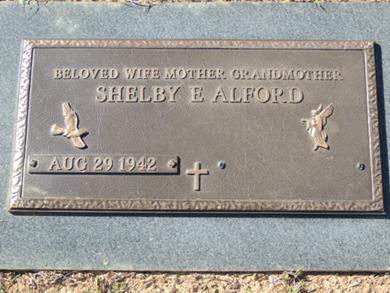 BELOVED WIFE MOTHER GRANDMOTHER
SHELBY E ALFORD
AUG 29 1942